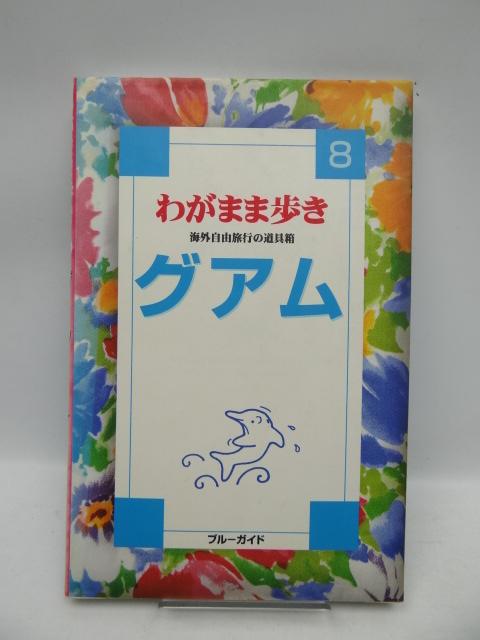 8
わがまま歩き
海外自由旅行の道具箱
グアム
ブルーガイド